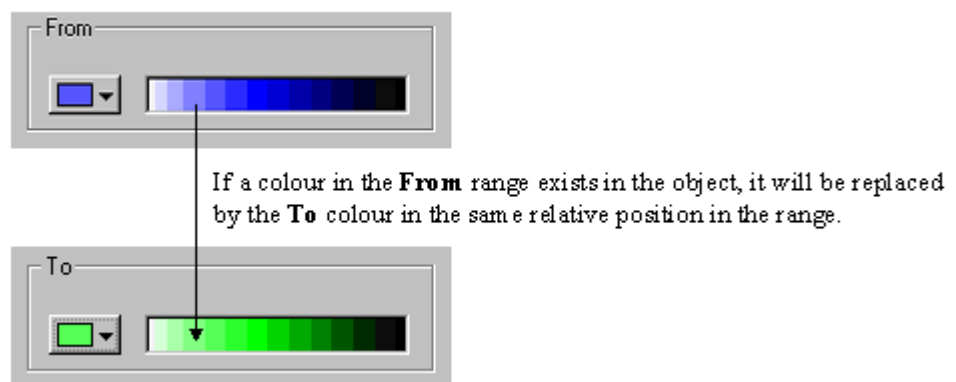 From
If a colour in the From range exists in the object, it will be replaced
by the To colour in the same relative position in the range.
To